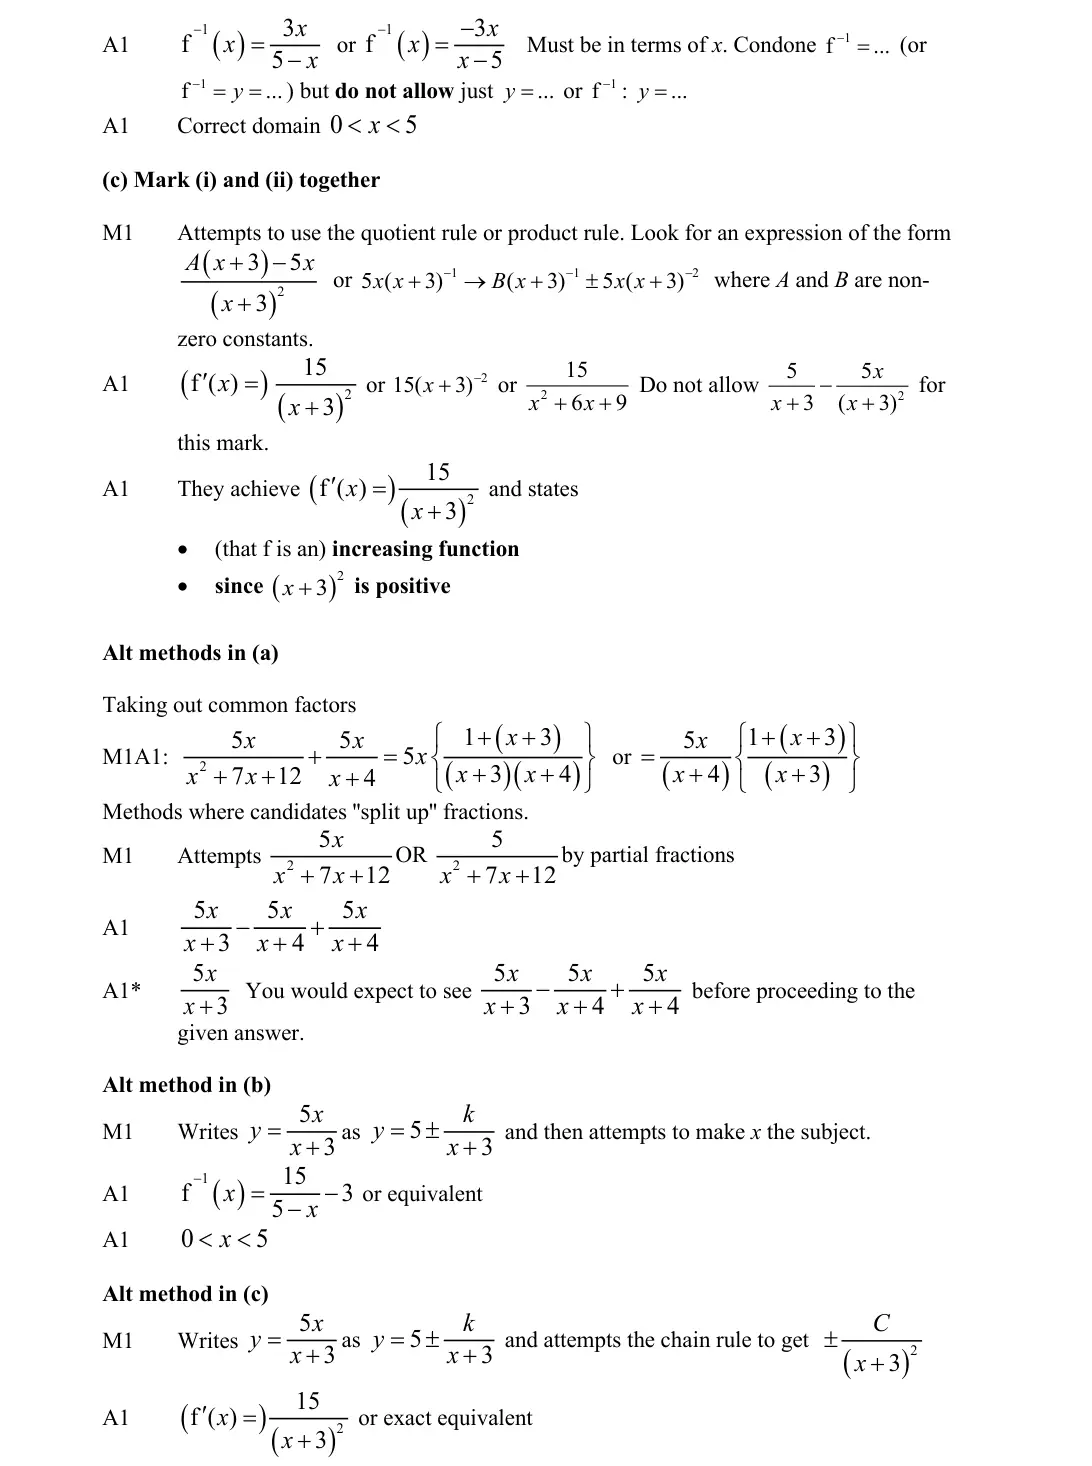 A1 f⁻¹(x) = 3x/(5 − x) or f⁻¹(x) = −3x/(x − 5) Must be in terms of x. Condone f⁻¹ = ... (or
f⁻¹ = y = ... ) but do not allow just y = ... or f⁻¹ : y = ...
A1 Correct domain 0 < x < 5
(c) Mark (i) and (ii) together
M1 Attempts to use the quotient rule or product rule. Look for an expression of the form
(A(x + 3) − 5x)/(x + 3)² or 5x(x + 3)⁻¹ → B(x + 3)⁻¹ ± 5x(x + 3)⁻² where A and B are non-
zero constants.
A1 (f′(x) =) 15/(x + 3)² or 15(x + 3)⁻² or 15/(x² + 6x + 9) Do not allow 5/(x + 3) − 5x/(x + 3)² for
this mark.
A1 They achieve (f′(x) =) 15/(x + 3)² and states
• (that f is an) increasing function
• since (x + 3)² is positive
Alt methods in (a)
Taking out common factors
M1A1: 5x/(x² + 7x + 12) + 5x/(x + 4) = 5x{(1 + (x + 3))/((x + 3)(x + 4))} or = 5x/(x + 4) {(1 + (x + 3))/(x + 3)}
Methods where candidates "split up" fractions.
M1 Attempts 5x/(x² + 7x + 12) OR 5/(x² + 7x + 12) by partial fractions
A1 5x/(x + 3) − 5x/(x + 4) + 5x/(x + 4)
A1* 5x/(x + 3) You would expect to see 5x/(x + 3) − 5x/(x + 4) + 5x/(x + 4) before proceeding to the
given answer.
Alt method in (b)
M1 Writes y = 5x/(x + 3) as y = 5 ± k/(x + 3) and then attempts to make x the subject.
A1 f⁻¹(x) = 15/(5 − x) − 3 or equivalent
A1 0 < x < 5
Alt method in (c)
M1 Writes y = 5x/(x + 3) as y = 5 ± k/(x + 3) and attempts the chain rule to get ± C/(x + 3)²
A1 (f′(x) =) 15/(x + 3)² or exact equivalent